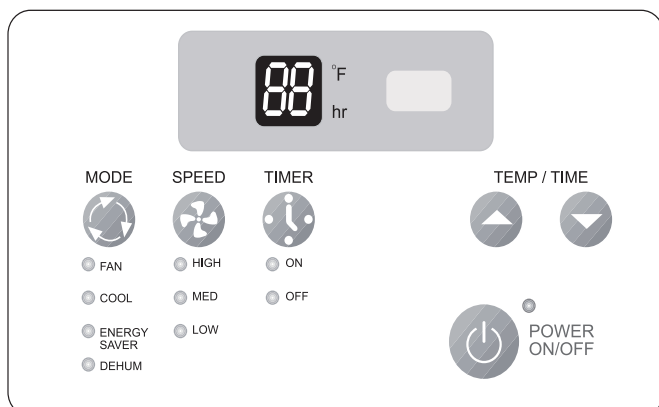 88
°F
hr
MODE
SPEED
TIMER
TEMP / TIME
FAN
HIGH
ON
COOL
MED
OFF
ENERGY
SAVER
LOW
DEHUM
POWER
ON/OFF